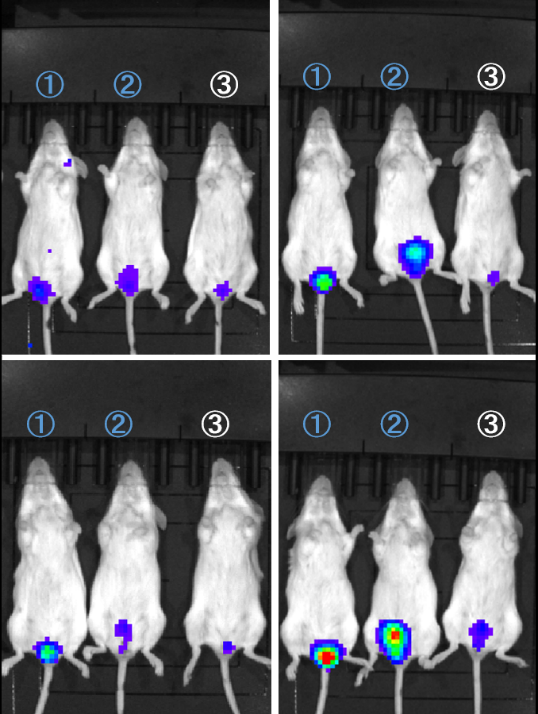 ① ② ③
① ② ③
① ② ③
① ② ③